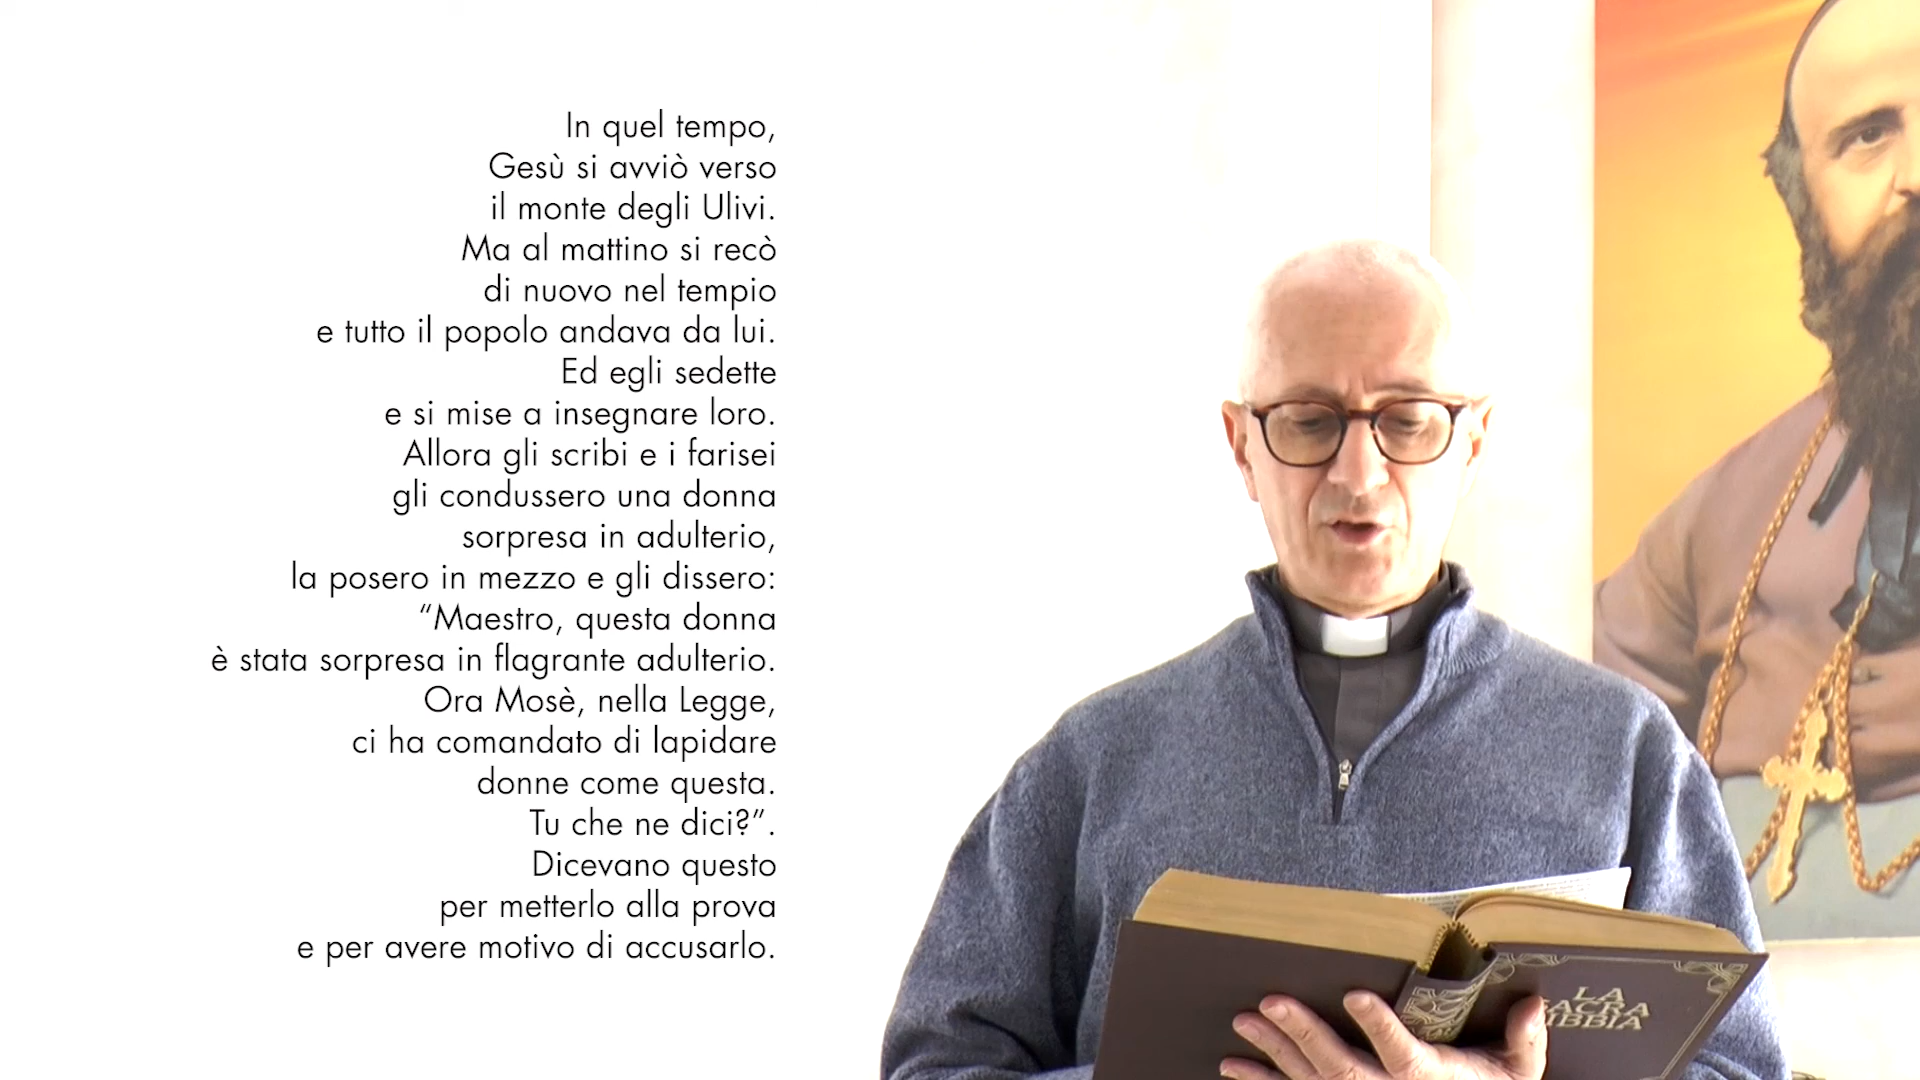 In quel tempo,
Gesù si avviò verso
il monte degli Ulivi.
Ma al mattino si recò
di nuovo nel tempio
e tutto il popolo andava da lui.
Ed egli sedette
e si mise a insegnare loro.
Allora gli scribi e i farisei
gli condussero una donna
sorpresa in adulterio,
la posero in mezzo e gli dissero:
“Maestro, questa donna
è stata sorpresa in flagrante adulterio.
Ora Mosè, nella Legge,
ci ha comandato di lapidare
donne come questa.
Tu che ne dici?”.
Dicevano questo
per metterlo alla prova
e per avere motivo di accusarlo.
LA
SACRA
BIBBIA